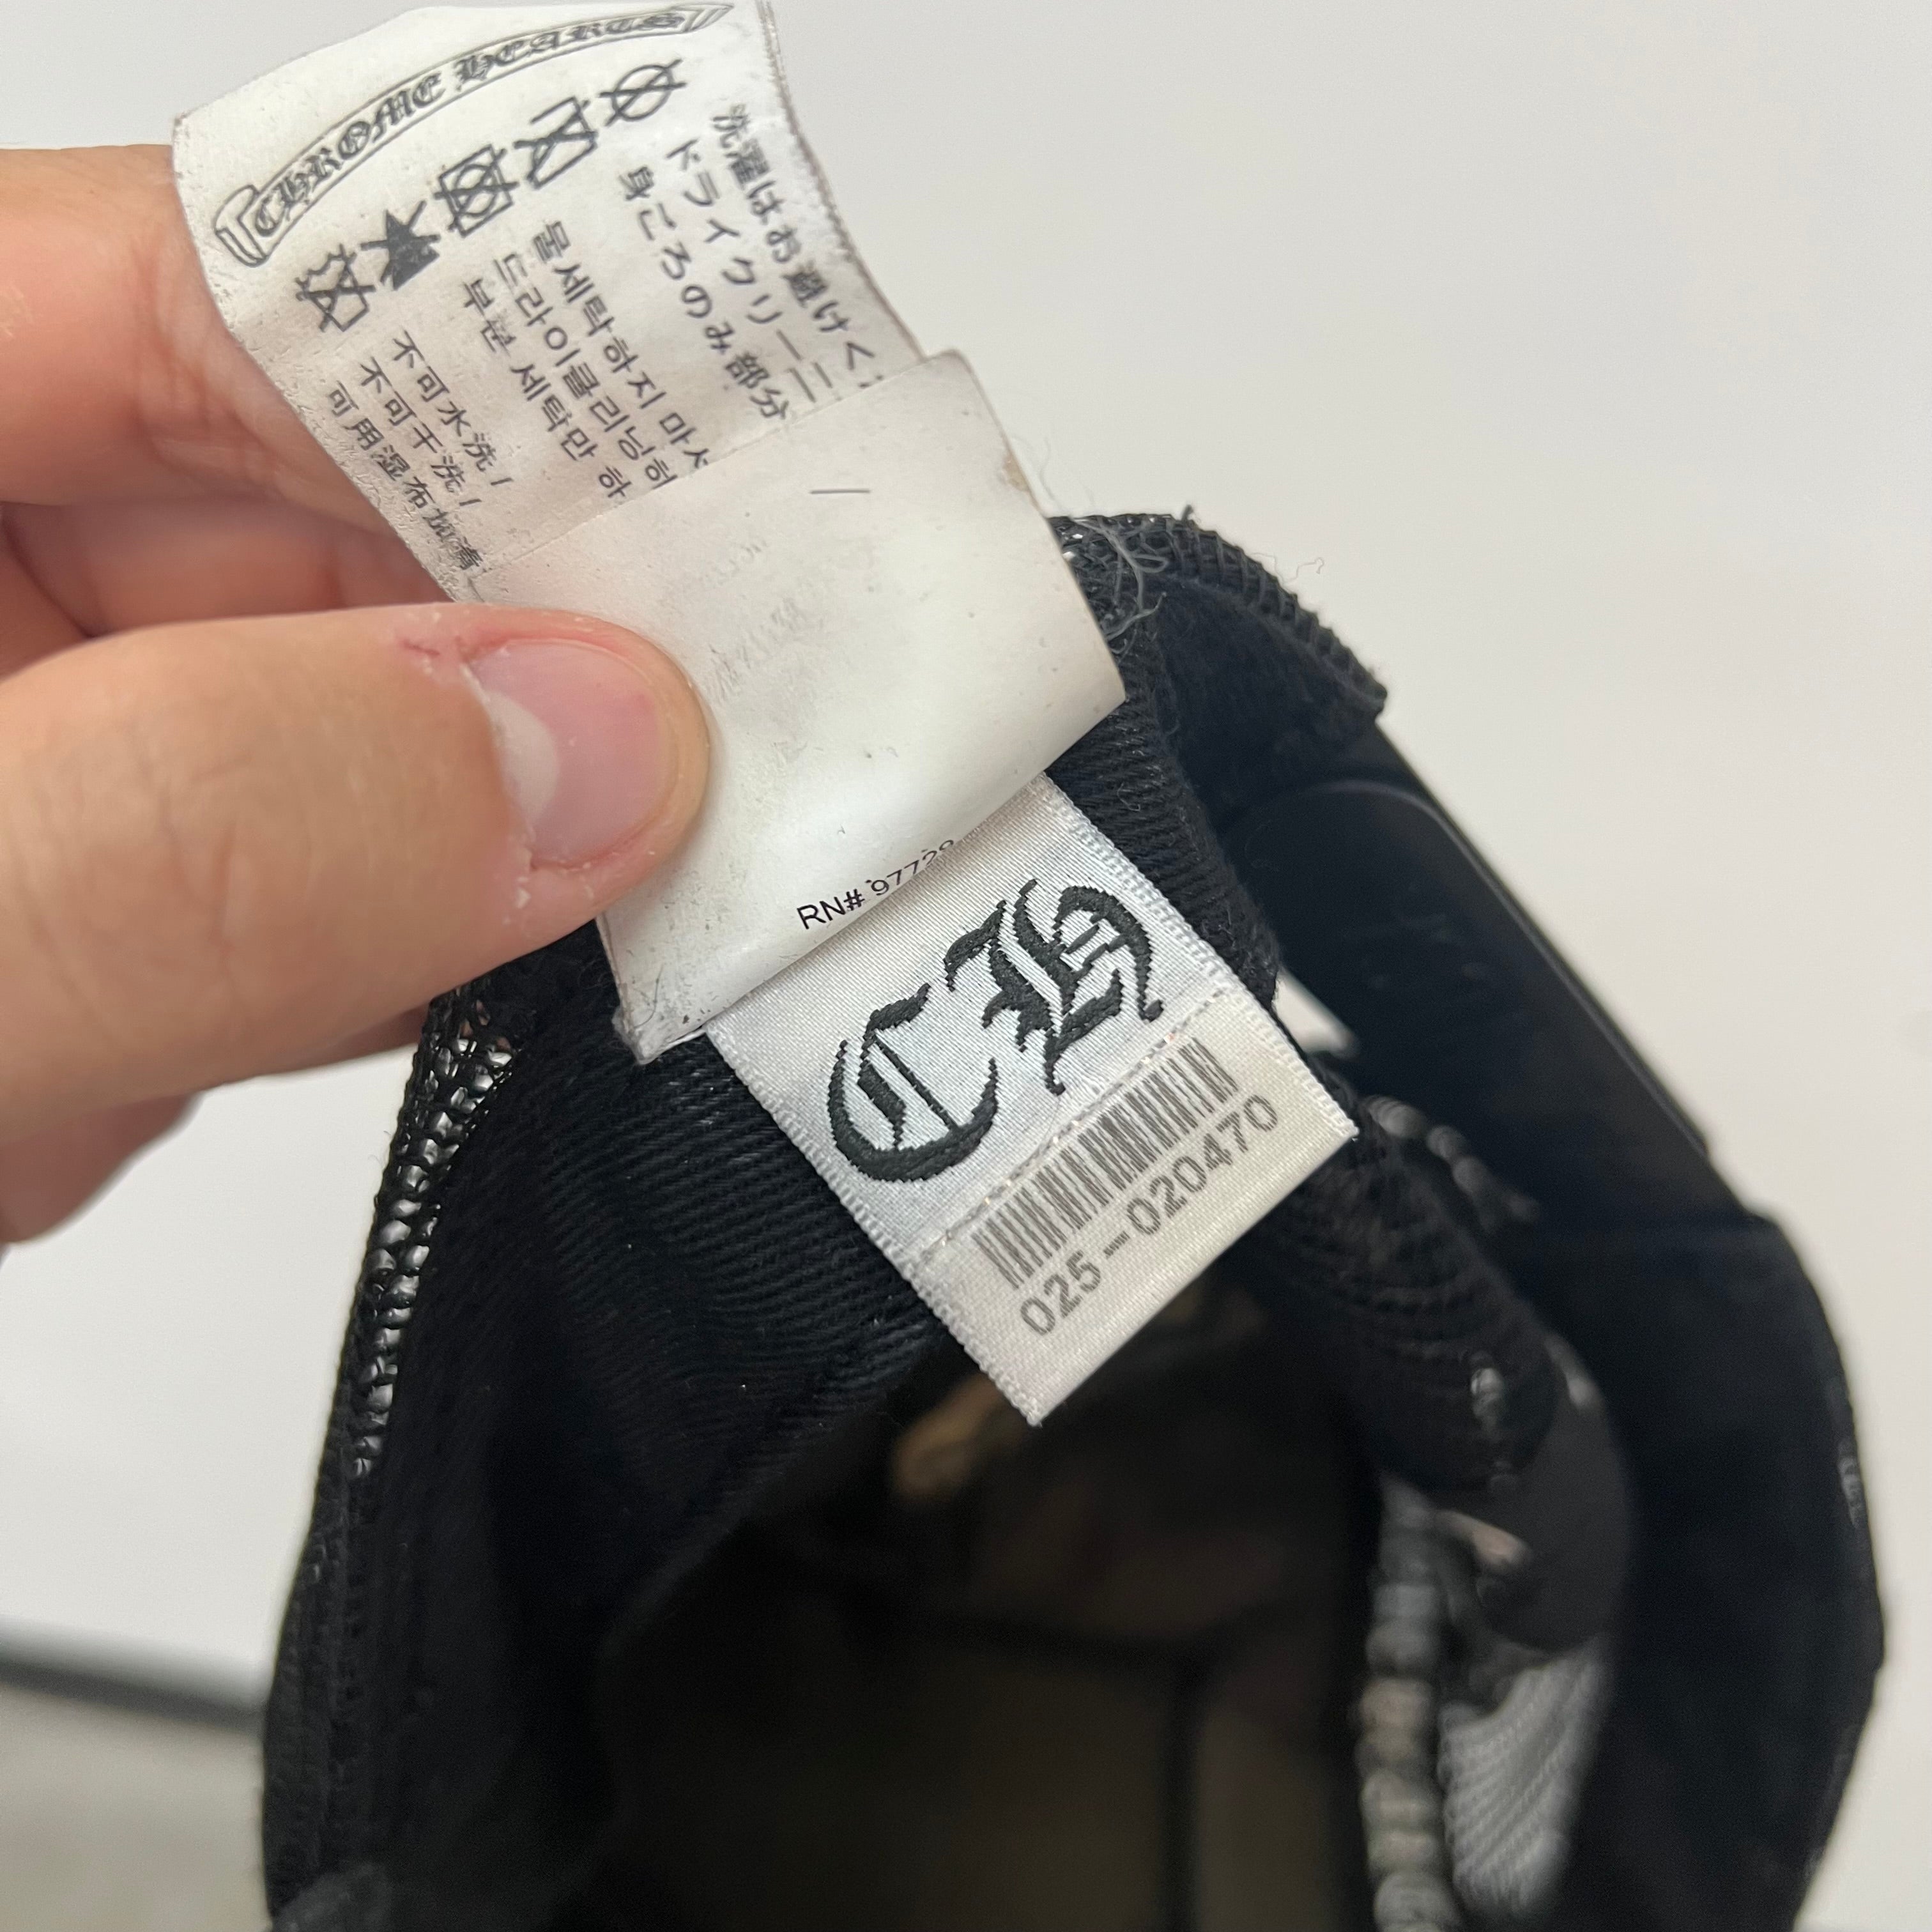 CHROME HEARTS
洗濯はお避けく
ドライクリーニ
身ごろのみ部分
물세탁하지 마
드라이클리닝하
부분 세탁만 하
不可水洗/
不可干洗/
可用湿布加清
RN# 97729
CH
025-020470